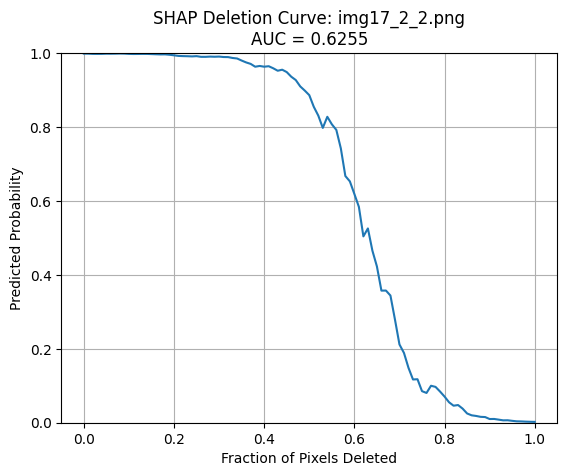 SHAP Deletion Curve: img17_2_2.png
AUC = 0.6255
Predicted Probability
1.0
0.8
0.6
0.4
0.2
0.0
0.0 0.2 0.4 0.6 0.8 1.0
Fraction of Pixels Deleted